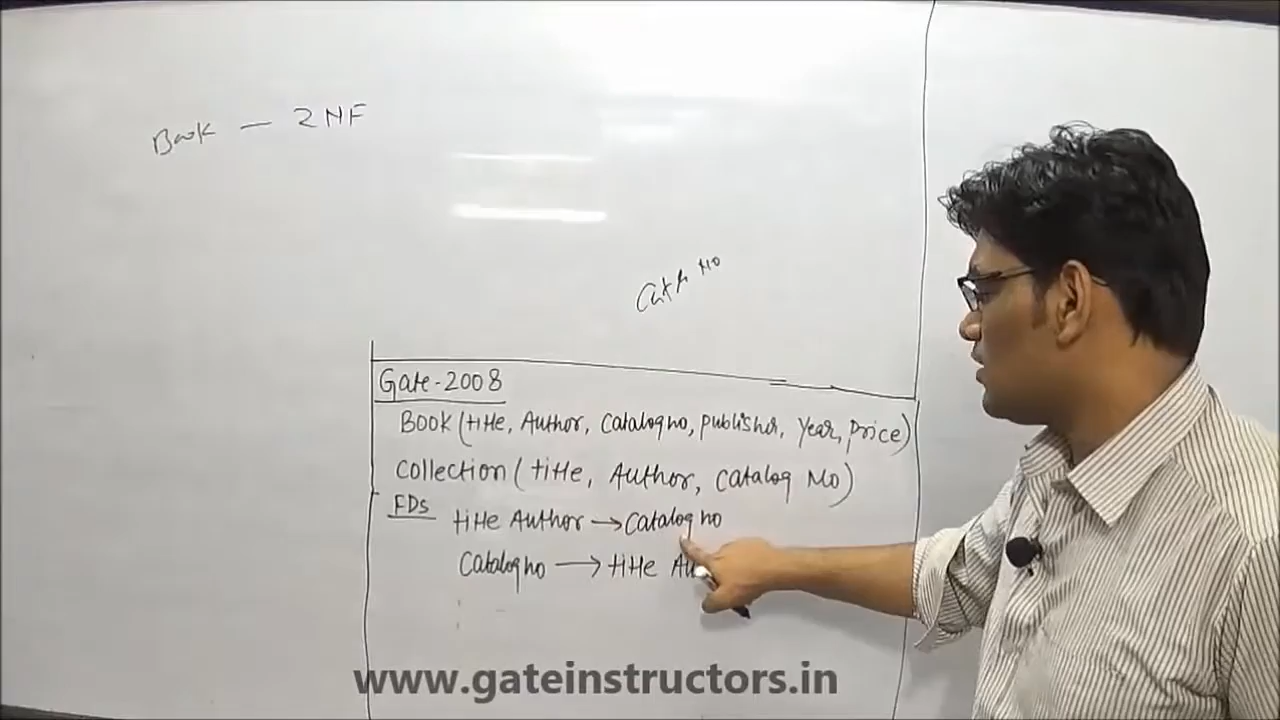 Book — 2NF
Cata No
Gate-2008
Book (title, Author, Catalogno, publisher, Year, Price)
Collection (title, Author, Catalog No)
FDs
title Author → Catalog no
Catalogno → title Au
www.gateinstructors.in